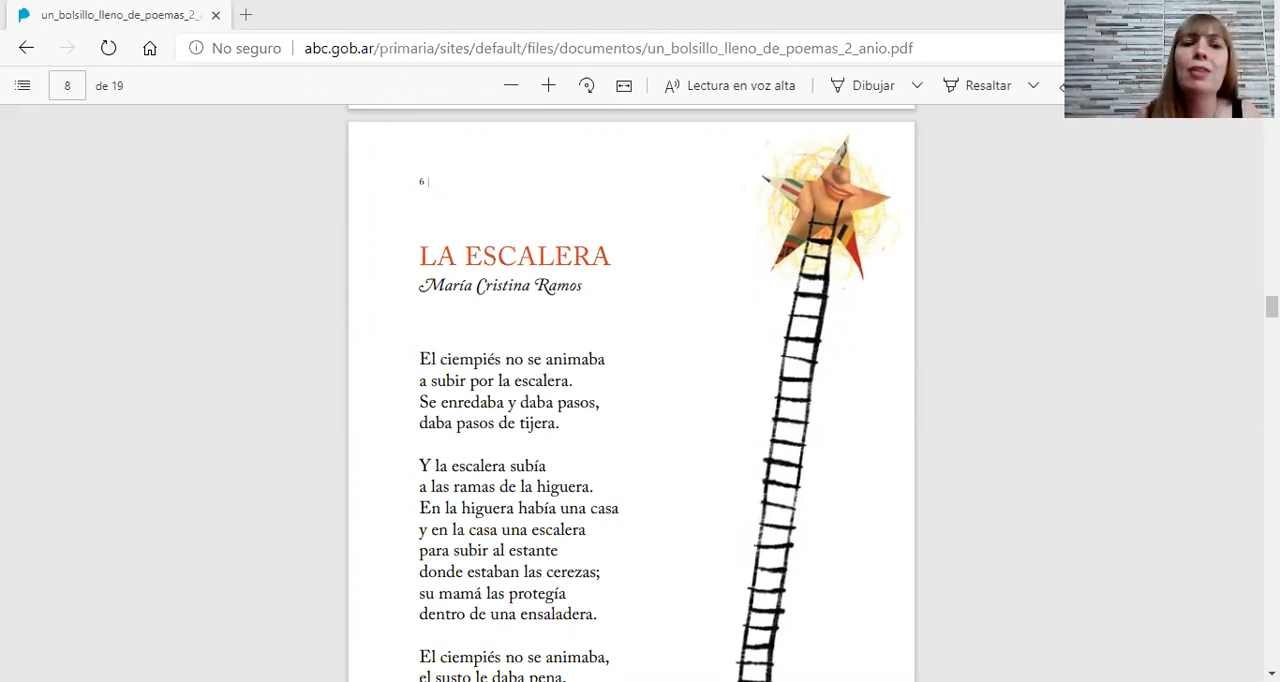 un_bolsillo_lleno_de_poemas_2_a
No seguro | abc.gob.ar/primaria/sites/default/files/documentos/un_bolsillo_lleno_de_poemas_2_anio.pdf
8 de 19 Lectura en voz alta Dibujar Resaltar
6 |
LA ESCALERA
María Cristina Ramos
El ciempiés no se animaba
a subir por la escalera.
Se enredaba y daba pasos,
daba pasos de tijera.
Y la escalera subía
a las ramas de la higuera.
En la higuera había una casa
y en la casa una escalera
para subir al estante
donde estaban las cerezas;
su mamá las protegía
dentro de una ensaladera.
El ciempiés no se animaba,
el susto le daba pena,